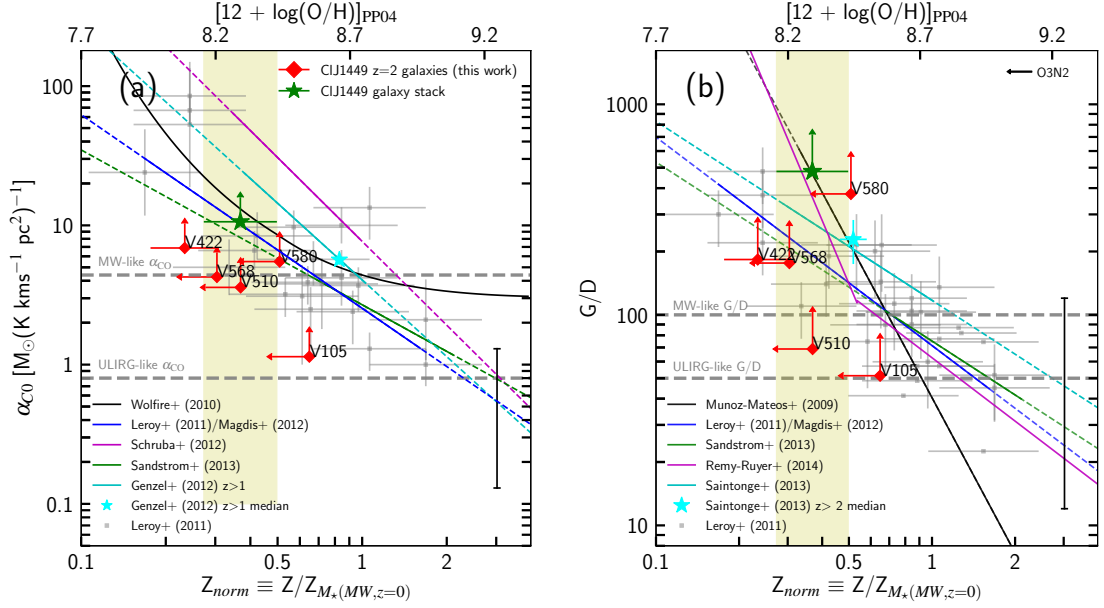 [12 + log(O/H)]PP04
7.7 8.2 8.7 9.2
αCO [M⊙(K kms⁻¹ pc²)⁻¹]
100
10
1
0.1
(a)
CIJ1449 z=2 galaxies (this work)
CIJ1449 galaxy stack
V422
V568
V580
V510
V105
MW-like αCO
ULIRG-like αCO
Wolfire+ (2010)
Leroy+ (2011)/Magdis+ (2012)
Schruba+ (2012)
Sandstrom+ (2013)
Genzel+ (2012) z>1
Genzel+ (2012) z>1 median
Leroy+ (2011)
0.1 0.5 1 2
Znorm ≡ Z/ZM⋆(MW,z=0)
[12 + log(O/H)]PP04
7.7 8.2 8.7 9.2
G/D
1000
100
10
(b)
O3N2
V580
V422
V568
V510
V105
MW-like G/D
ULIRG-like G/D
Munoz-Mateos+ (2009)
Leroy+ (2011)/Magdis+ (2012)
Sandstrom+ (2013)
Remy-Ruyer+ (2014)
Saintonge+ (2013)
Saintonge+ (2013) z> 2 median
Leroy+ (2011)
0.1 0.5 1 2
Znorm ≡ Z/ZM⋆(MW,z=0)